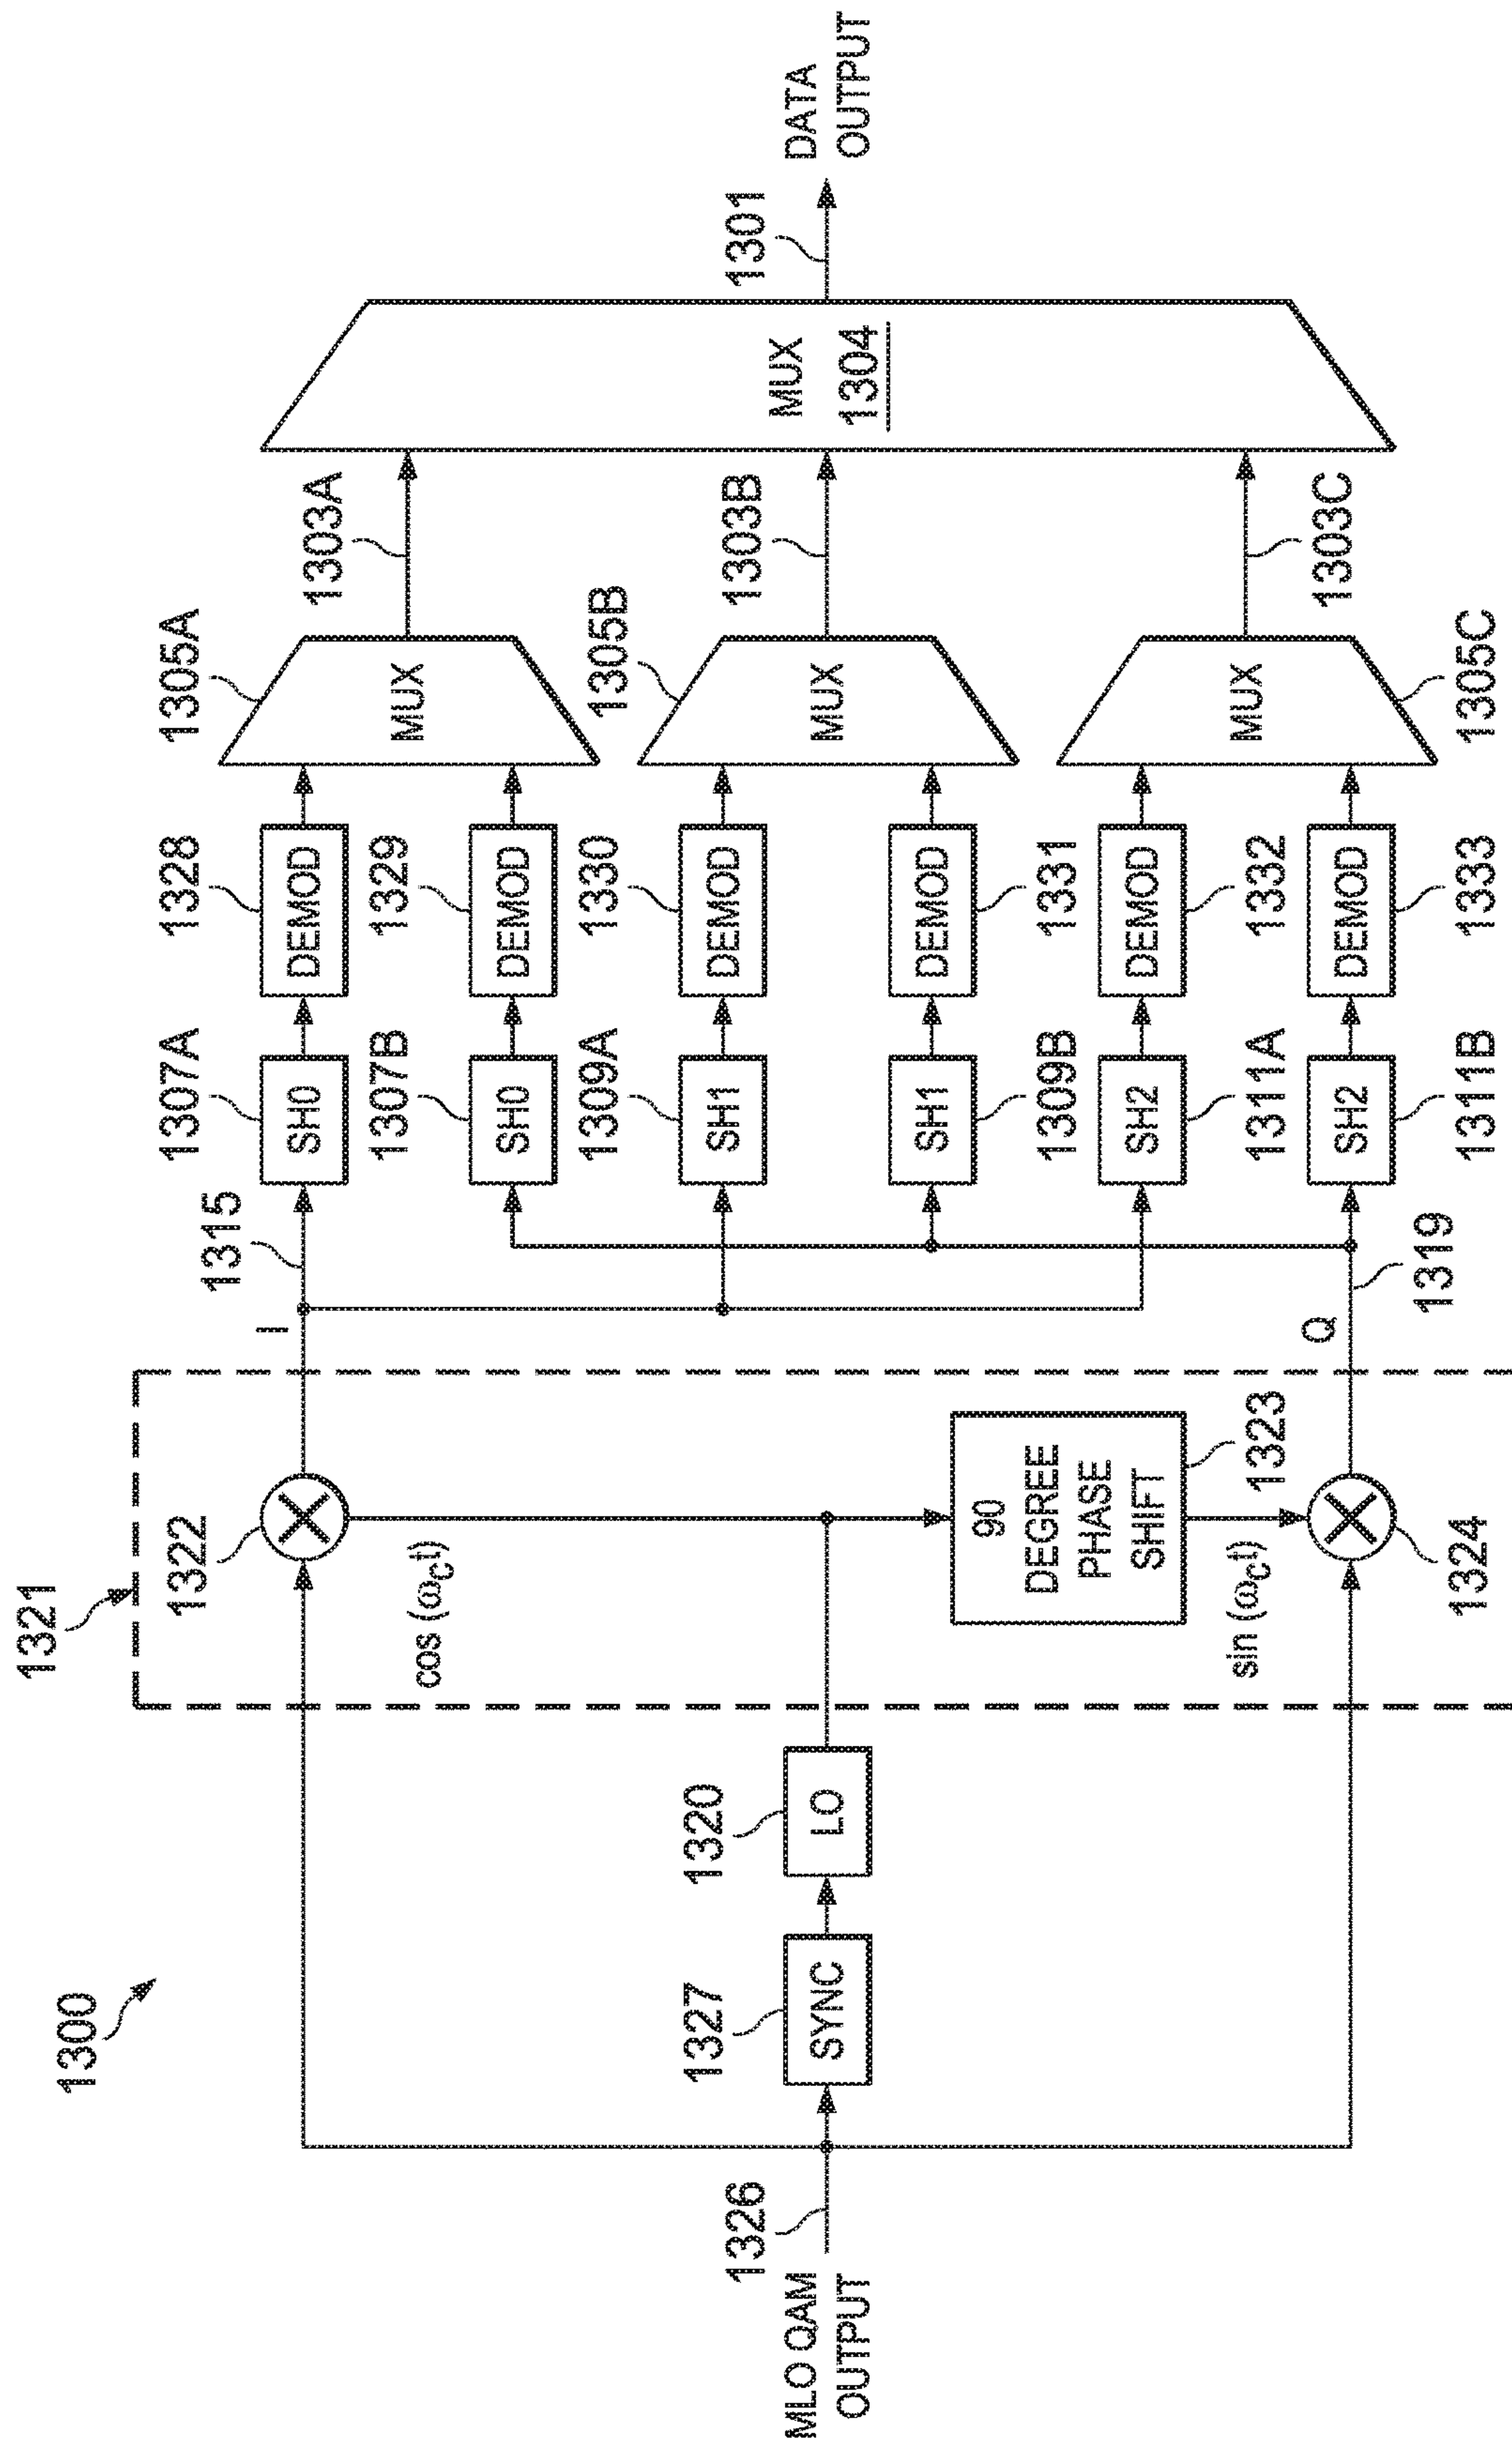 1300
MLO QAM
OUTPUT
1326
1327
SYNC
1320
LO
1321
1322
cos (ωct)
90
DEGREE
PHASE
SHIFT
1323
sin (ωct)
1324
I
1315
Q
1319
1307A
SH0
1307B
SH0
1309A
SH1
SH1
1309B
SH2
1311A
SH2
1311B
1328
DEMOD
1329
DEMOD
1330
DEMOD
DEMOD
1331
DEMOD
1332
DEMOD
1333
1305A
MUX
1305B
MUX
MUX
1305C
1303A
1303B
1303C
MUX
1304
1301
DATA
OUTPUT